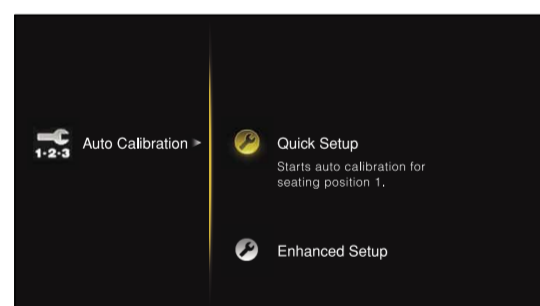 1·2·3
Auto Calibration
Quick Setup
Starts auto calibration for
seating position 1.
Enhanced Setup